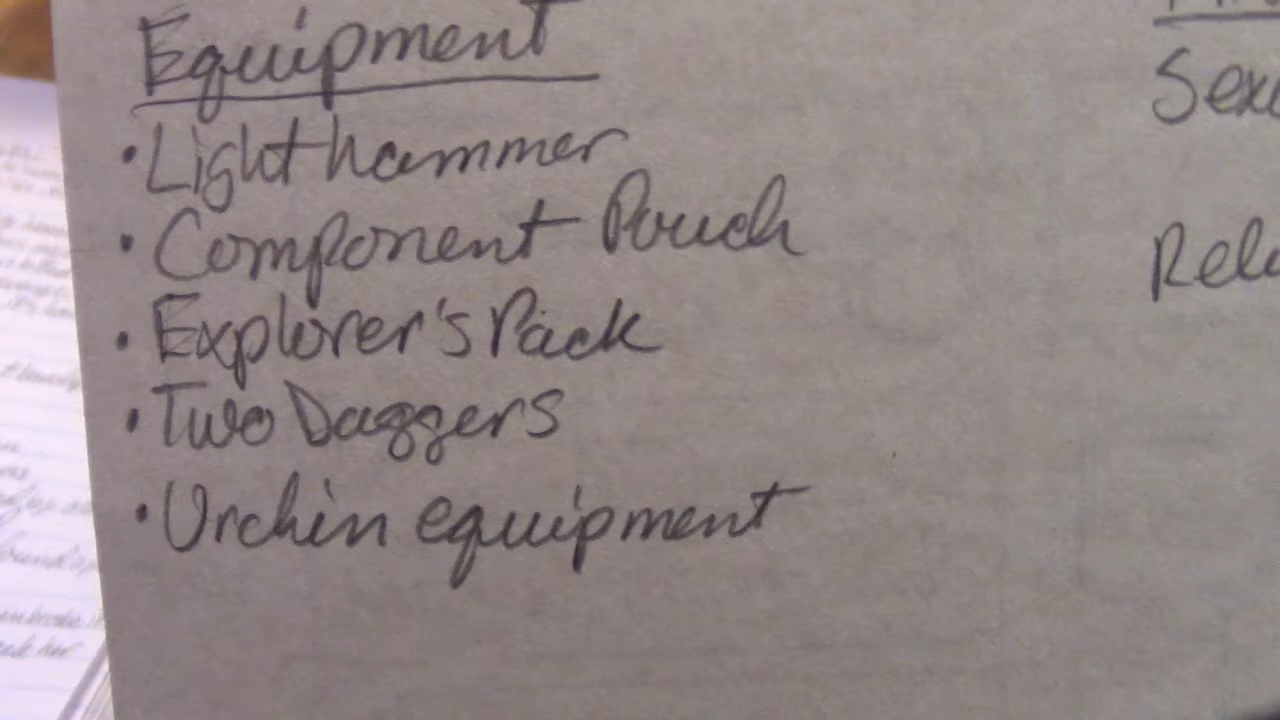 Equipment
• Light hammer
• Component Pouch
• Explorer's Pack
• Two Daggers
• Urchin equipment